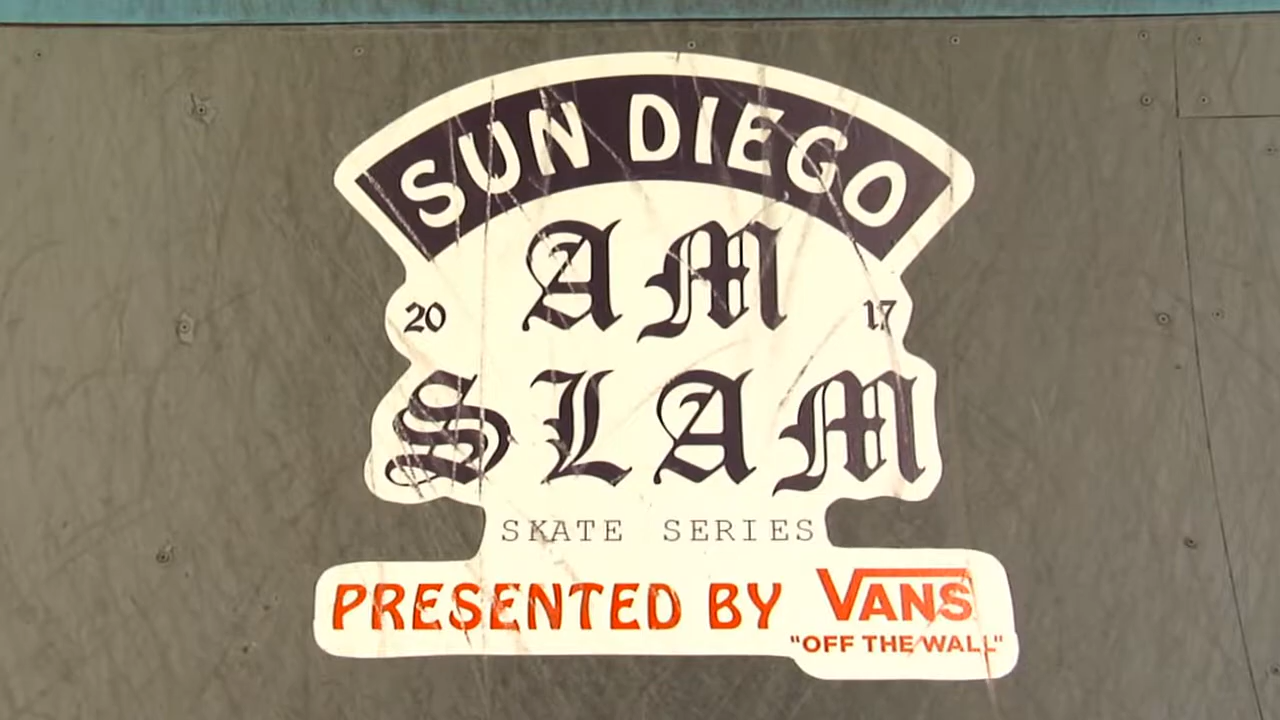 SUN DIEGO
AM
20 17
SLAM
SKATE SERIES
PRESENTED BY VANS
"OFF THE WALL"